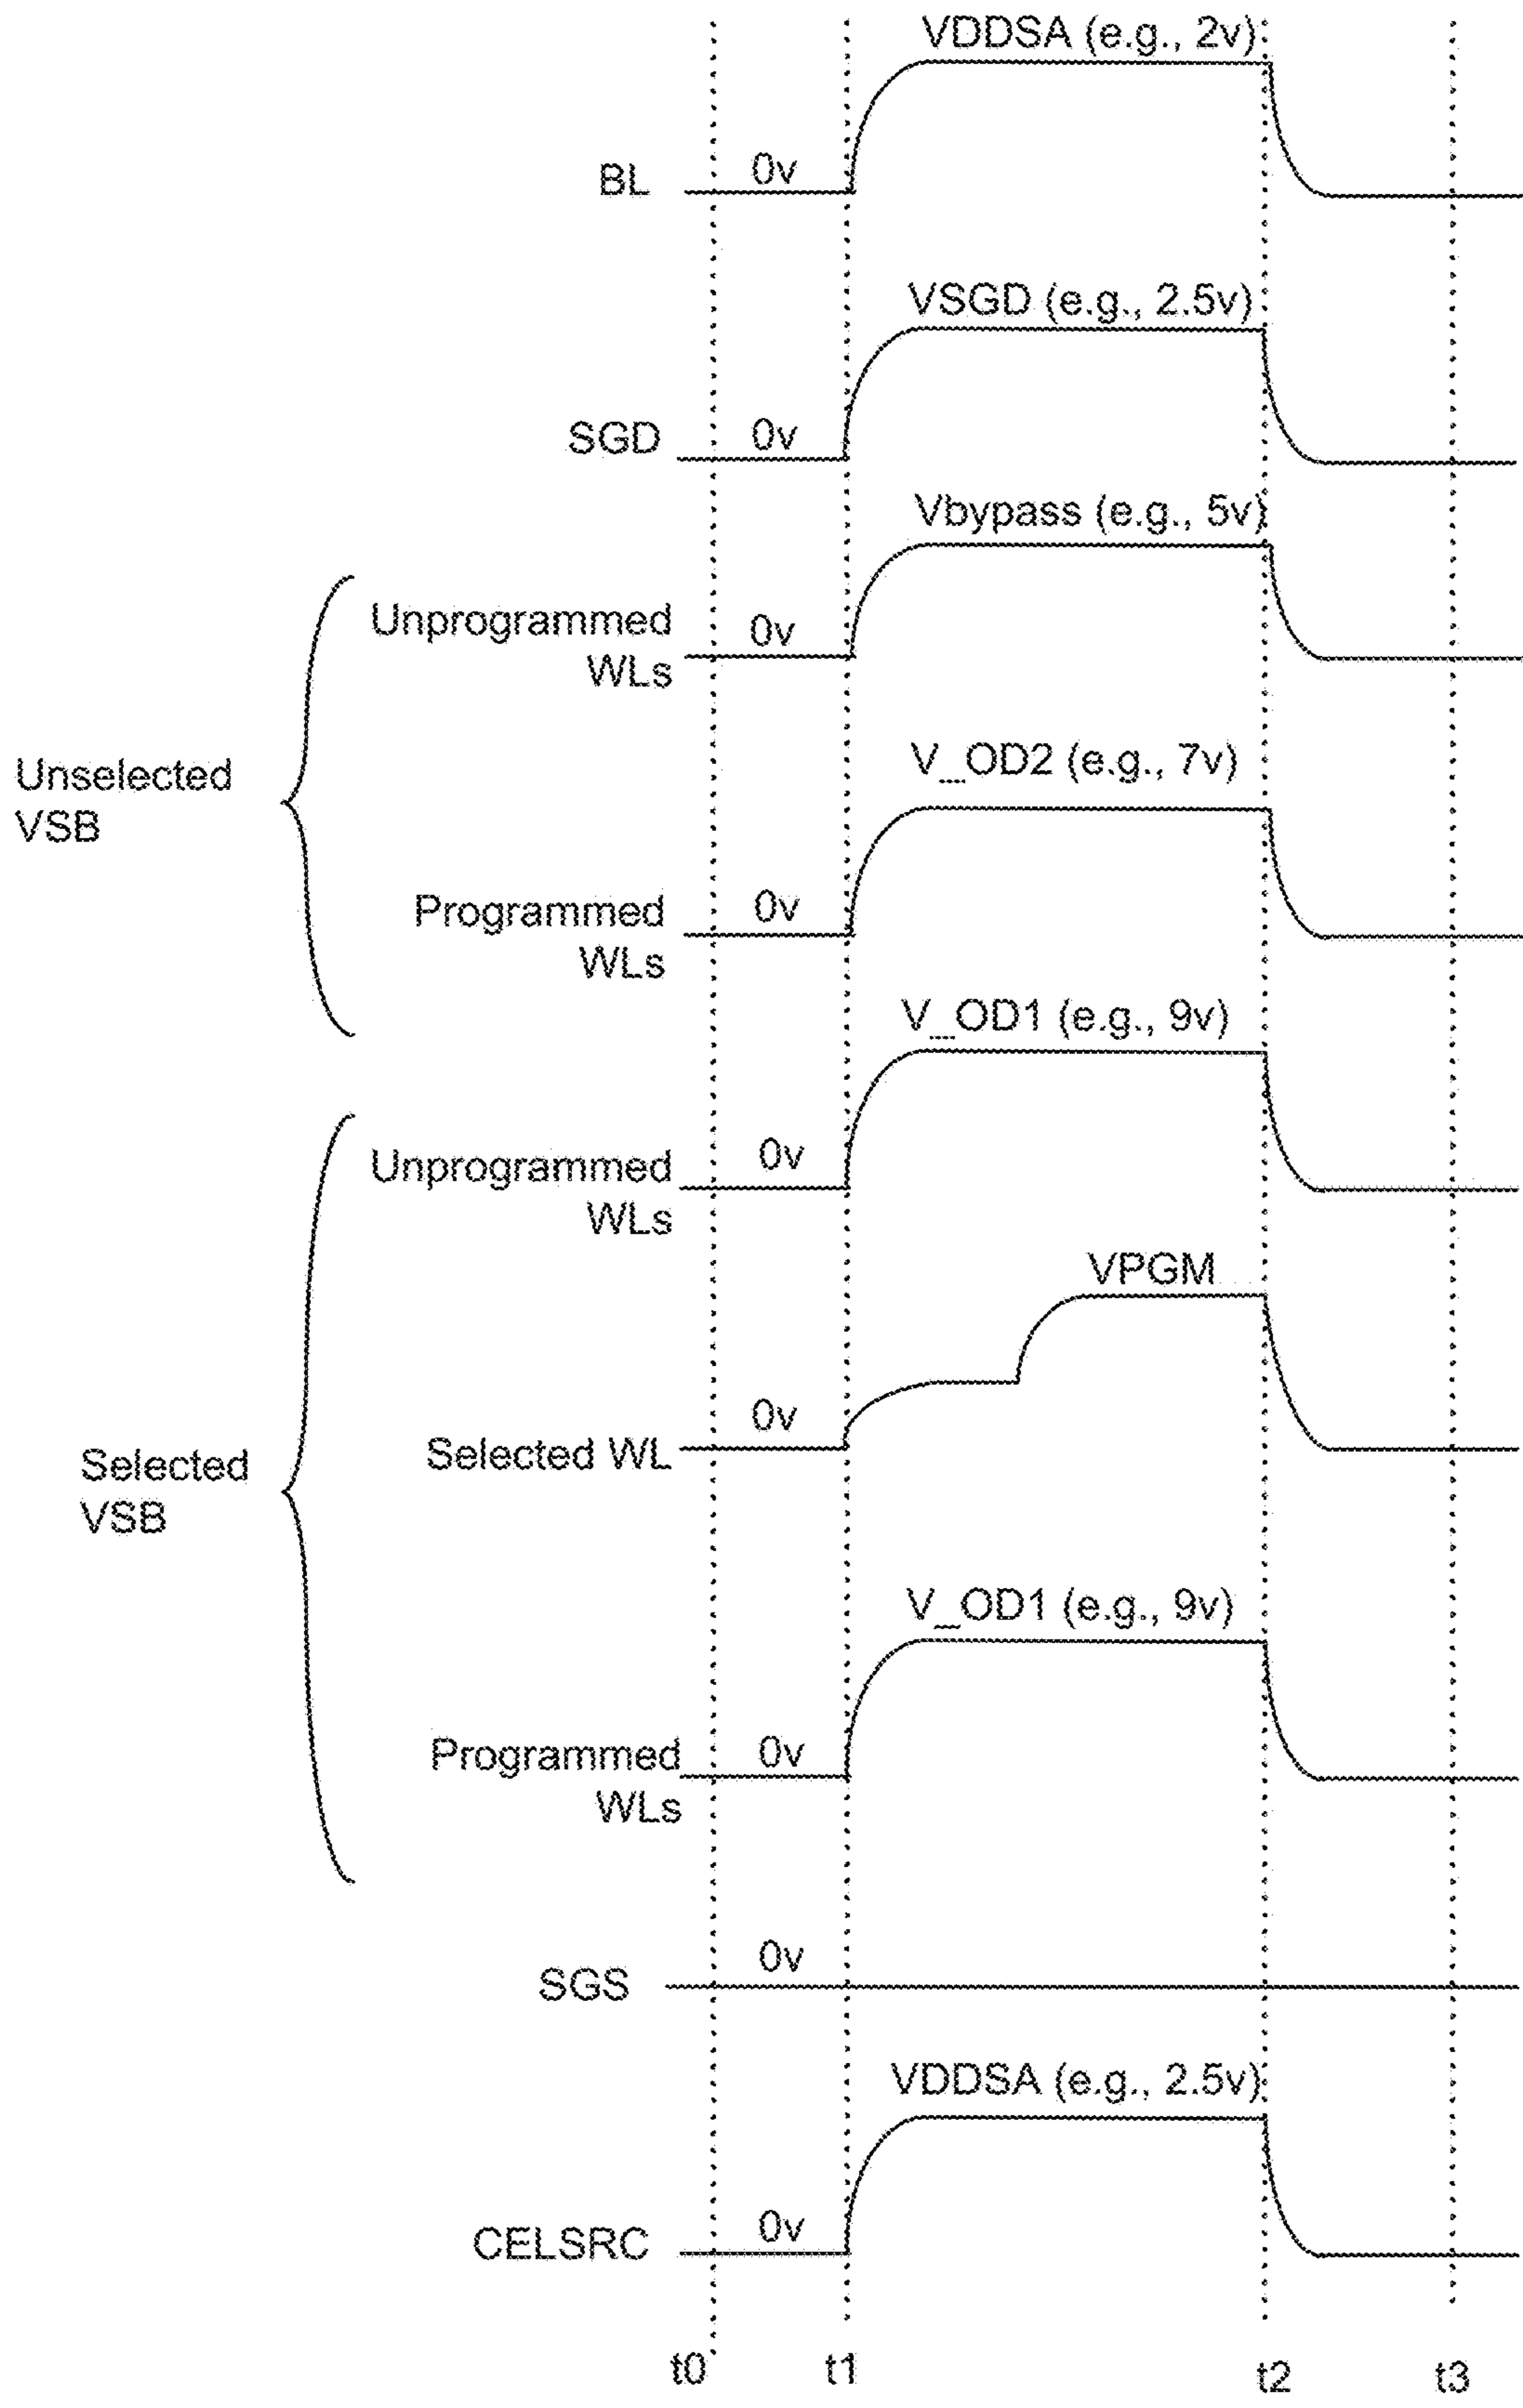 VDDSA (e.g., 2v)
BL
0v
VSGD (e.g., 2.5v)
SGD
0v
Vbypass (e.g., 5v)
Unprogrammed
WLs
0v
Unselected
VSB
V_OD2 (e.g., 7v)
Programmed
WLs
0v
V_OD1 (e.g., 9v)
Unprogrammed
WLs
0v
VPGM
Selected WL
0v
Selected
VSB
V_OD1 (e.g., 9v)
Programmed
WLs
0v
SGS
0v
VDDSA (e.g., 2.5v)
CELSRC
0v
t0
t1
t2
t3